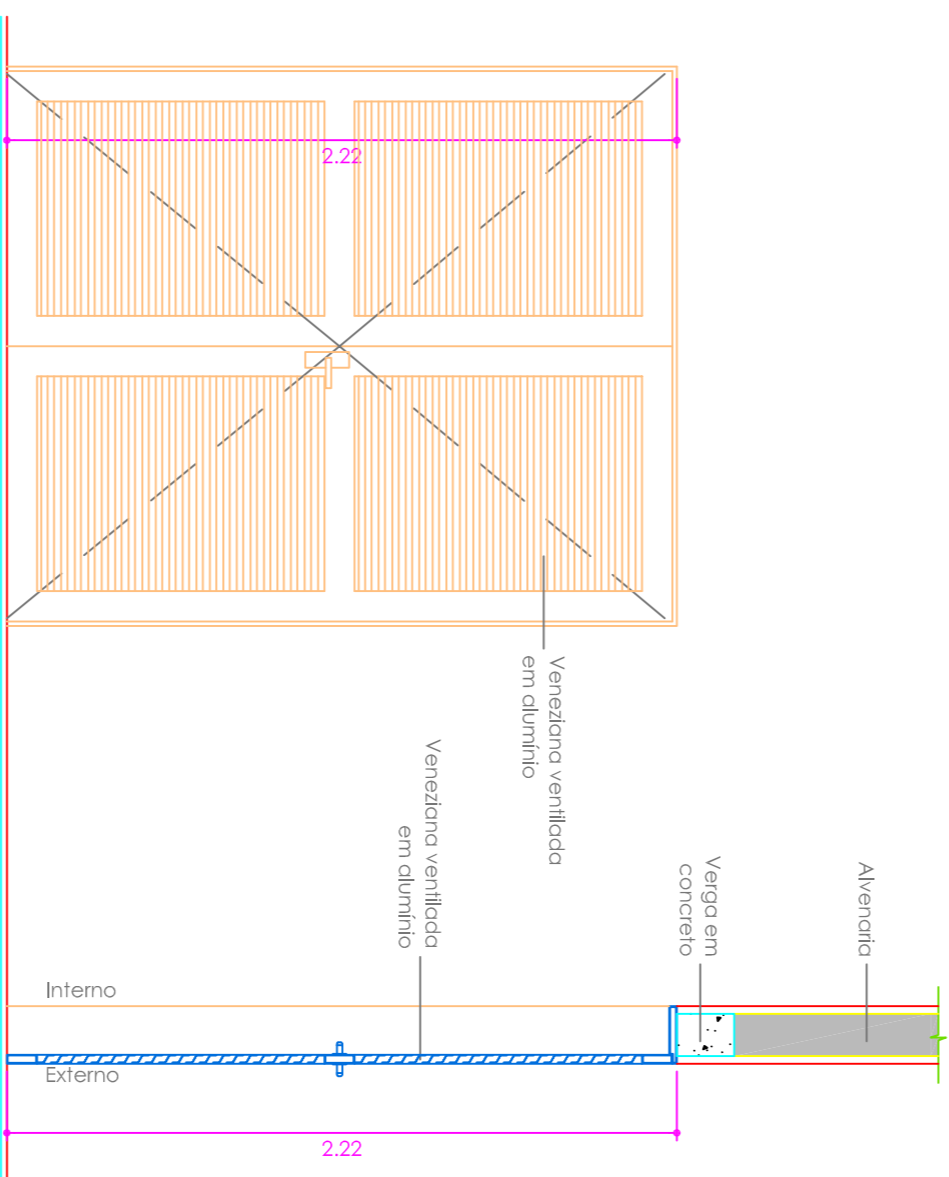 2.22
Veneziana ventilada
em alumínio
Veneziana ventilada
em alumínio
Verga em
concreto
Alvenaria
Interno
Externo
2.22